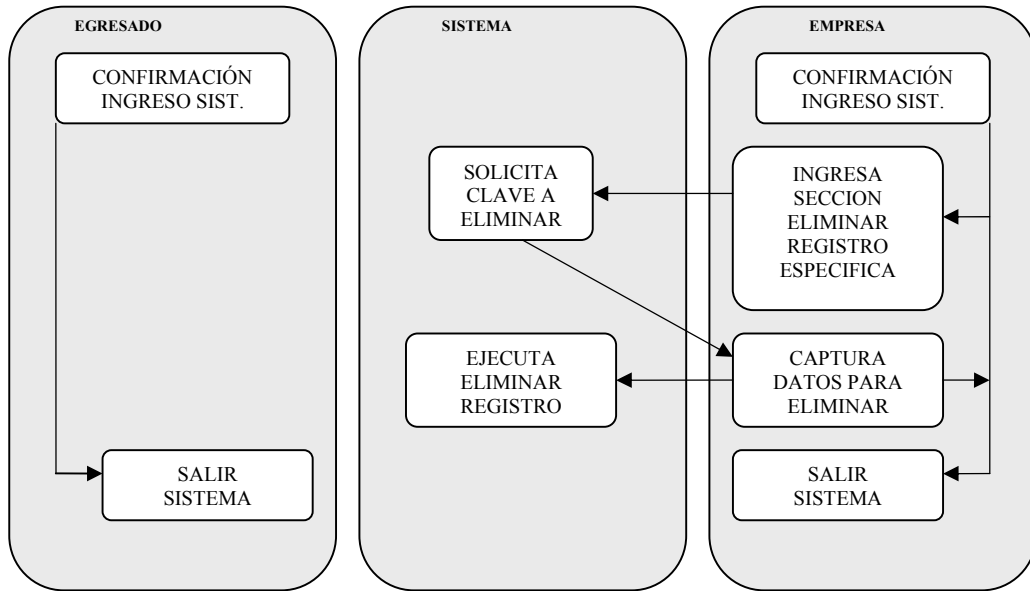 EGRESADO
CONFIRMACIÓN
INGRESO SIST.
SALIR
SISTEMA
SISTEMA
SOLICITA
CLAVE A
ELIMINAR
EJECUTA
ELIMINAR
REGISTRO
EMPRESA
CONFIRMACIÓN
INGRESO SIST.
INGRESA
SECCION
ELIMINAR
REGISTRO
ESPECIFICA
CAPTURA
DATOS PARA
ELIMINAR
SALIR
SISTEMA